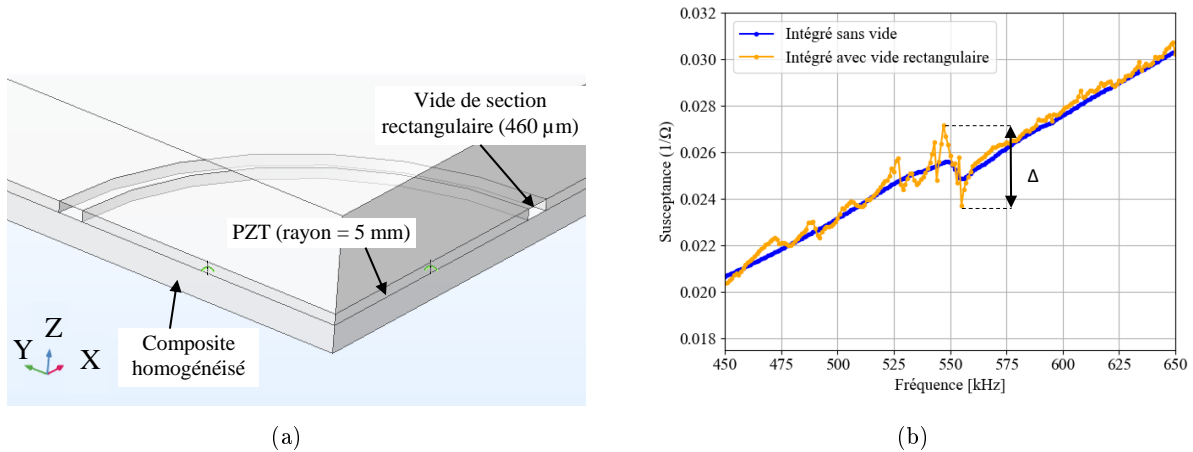 Vide de section
rectangulaire (460 µm)
PZT (rayon = 5 mm)
Composite
homogénéisé
Z
Y
X
(a)
0.032
0.030
0.028
0.026
0.024
0.022
0.020
0.018
Susceptance (1/Ω)
Intégré sans vide
Intégré avec vide rectangulaire
Δ
450 475 500 525 550 575 600 625 650
Fréquence [kHz]
(b)